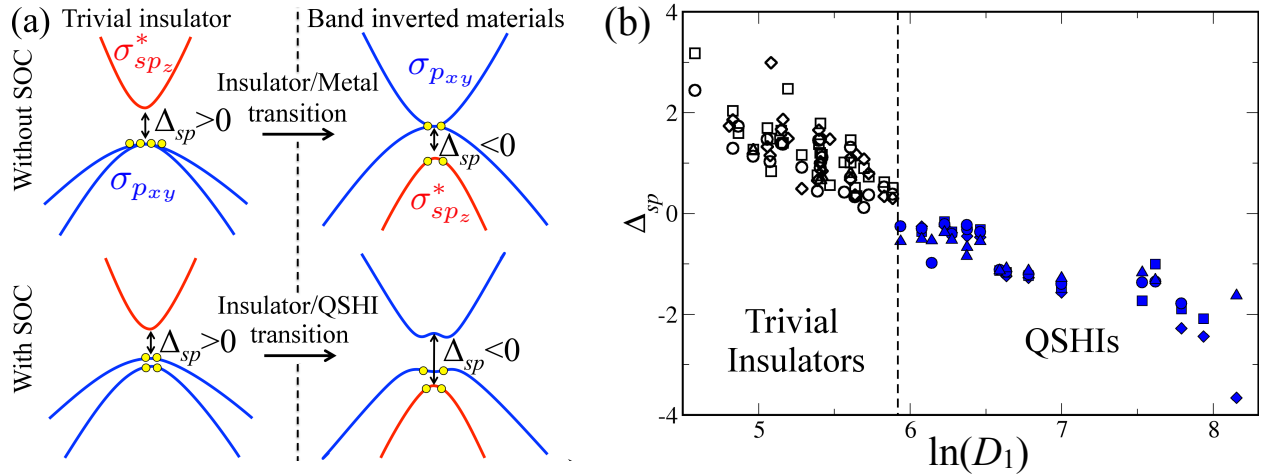 (a)
Trivial insulator
Band inverted materials
Without SOC
σ*spz
Δsp>0
σpxy
Insulator/Metal
transition
σpxy
Δsp<0
σ*spz
With SOC
Δsp>0
Insulator/QSHI
transition
Δsp<0
(b)
4
2
0
-2
-4
Δsp
Trivial
Insulators
QSHIs
5
6
7
8
ln(D1)